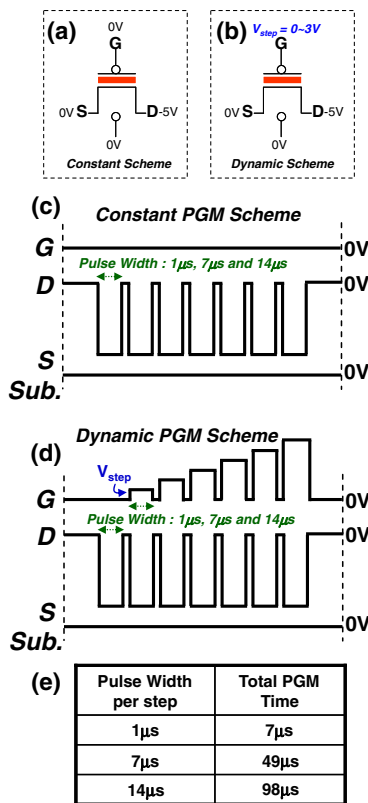 (a)
0V
G
0V S
D -5V
0V
Constant Scheme
(b)
Vstep = 0~3V
G
0V S
D -5V
0V
Dynamic Scheme
(c)
Constant PGM Scheme
G
0V
Pulse Width : 1µs, 7µs and 14µs
D
0V
S
Sub.
0V
(d)
Dynamic PGM Scheme
Vstep
G
0V
Pulse Width : 1µs, 7µs and 14µs
D
0V
S
Sub.
0V
(e)
Pulse Width per step
Total PGM Time
1µs
7µs
7µs
49µs
14µs
98µs